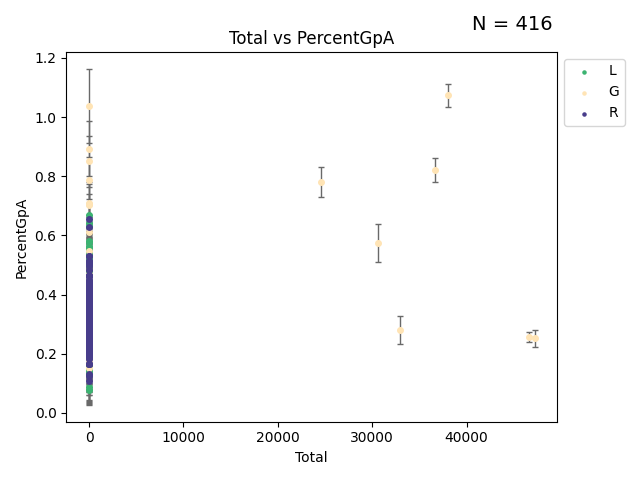 N = 416
Total vs PercentGpA
L
G
R
PercentGpA
1.2
1.0
0.8
0.6
0.4
0.2
0.0
0 10000 20000 30000 40000
Total